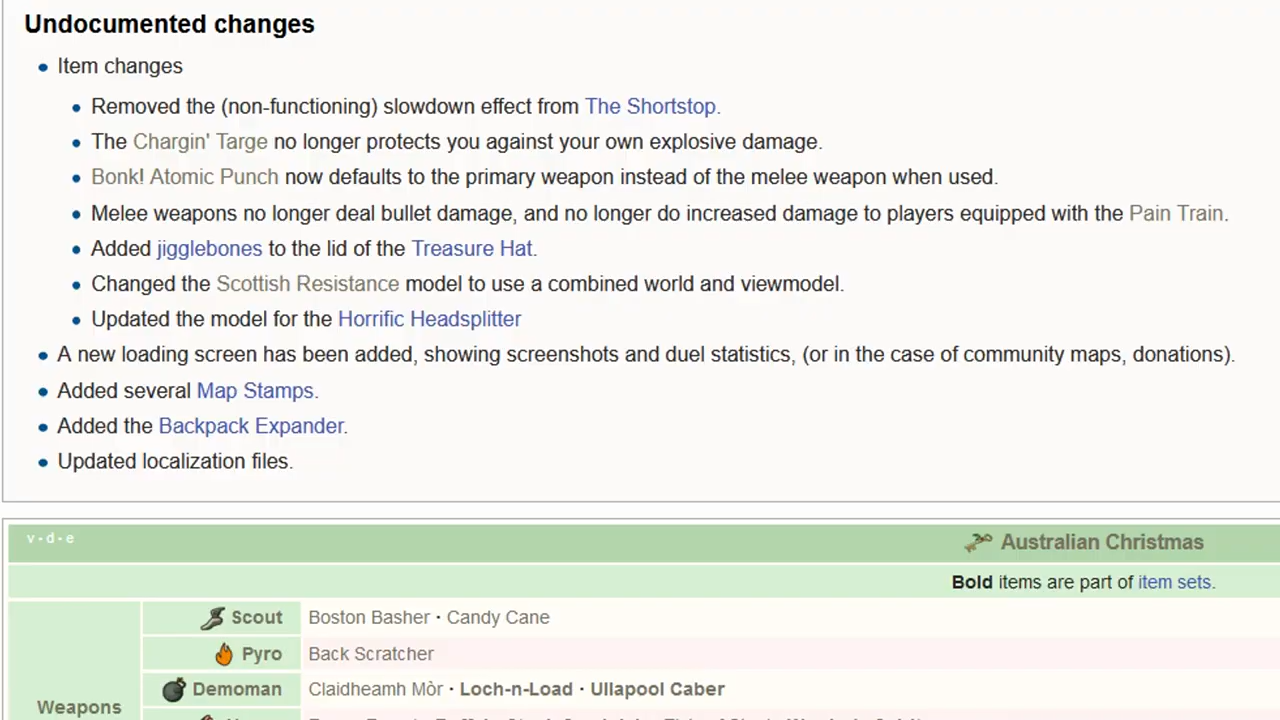 Undocumented changes
Item changes
Removed the (non-functioning) slowdown effect from The Shortstop.
The Chargin' Targe no longer protects you against your own explosive damage.
Bonk! Atomic Punch now defaults to the primary weapon instead of the melee weapon when used.
Melee weapons no longer deal bullet damage, and no longer do increased damage to players equipped with the Pain Train.
Added jigglebones to the lid of the Treasure Hat.
Changed the Scottish Resistance model to use a combined world and viewmodel.
Updated the model for the Horrific Headsplitter
A new loading screen has been added, showing screenshots and duel statistics, (or in the case of community maps, donations).
Added several Map Stamps.
Added the Backpack Expander.
Updated localization files.
v · d · e Australian Christmas
Bold items are part of item sets.
Scout Boston Basher · Candy Cane
Pyro Back Scratcher
Demoman Claidheamh Mòr · Loch-n-Load · Ullapool Caber
Weapons